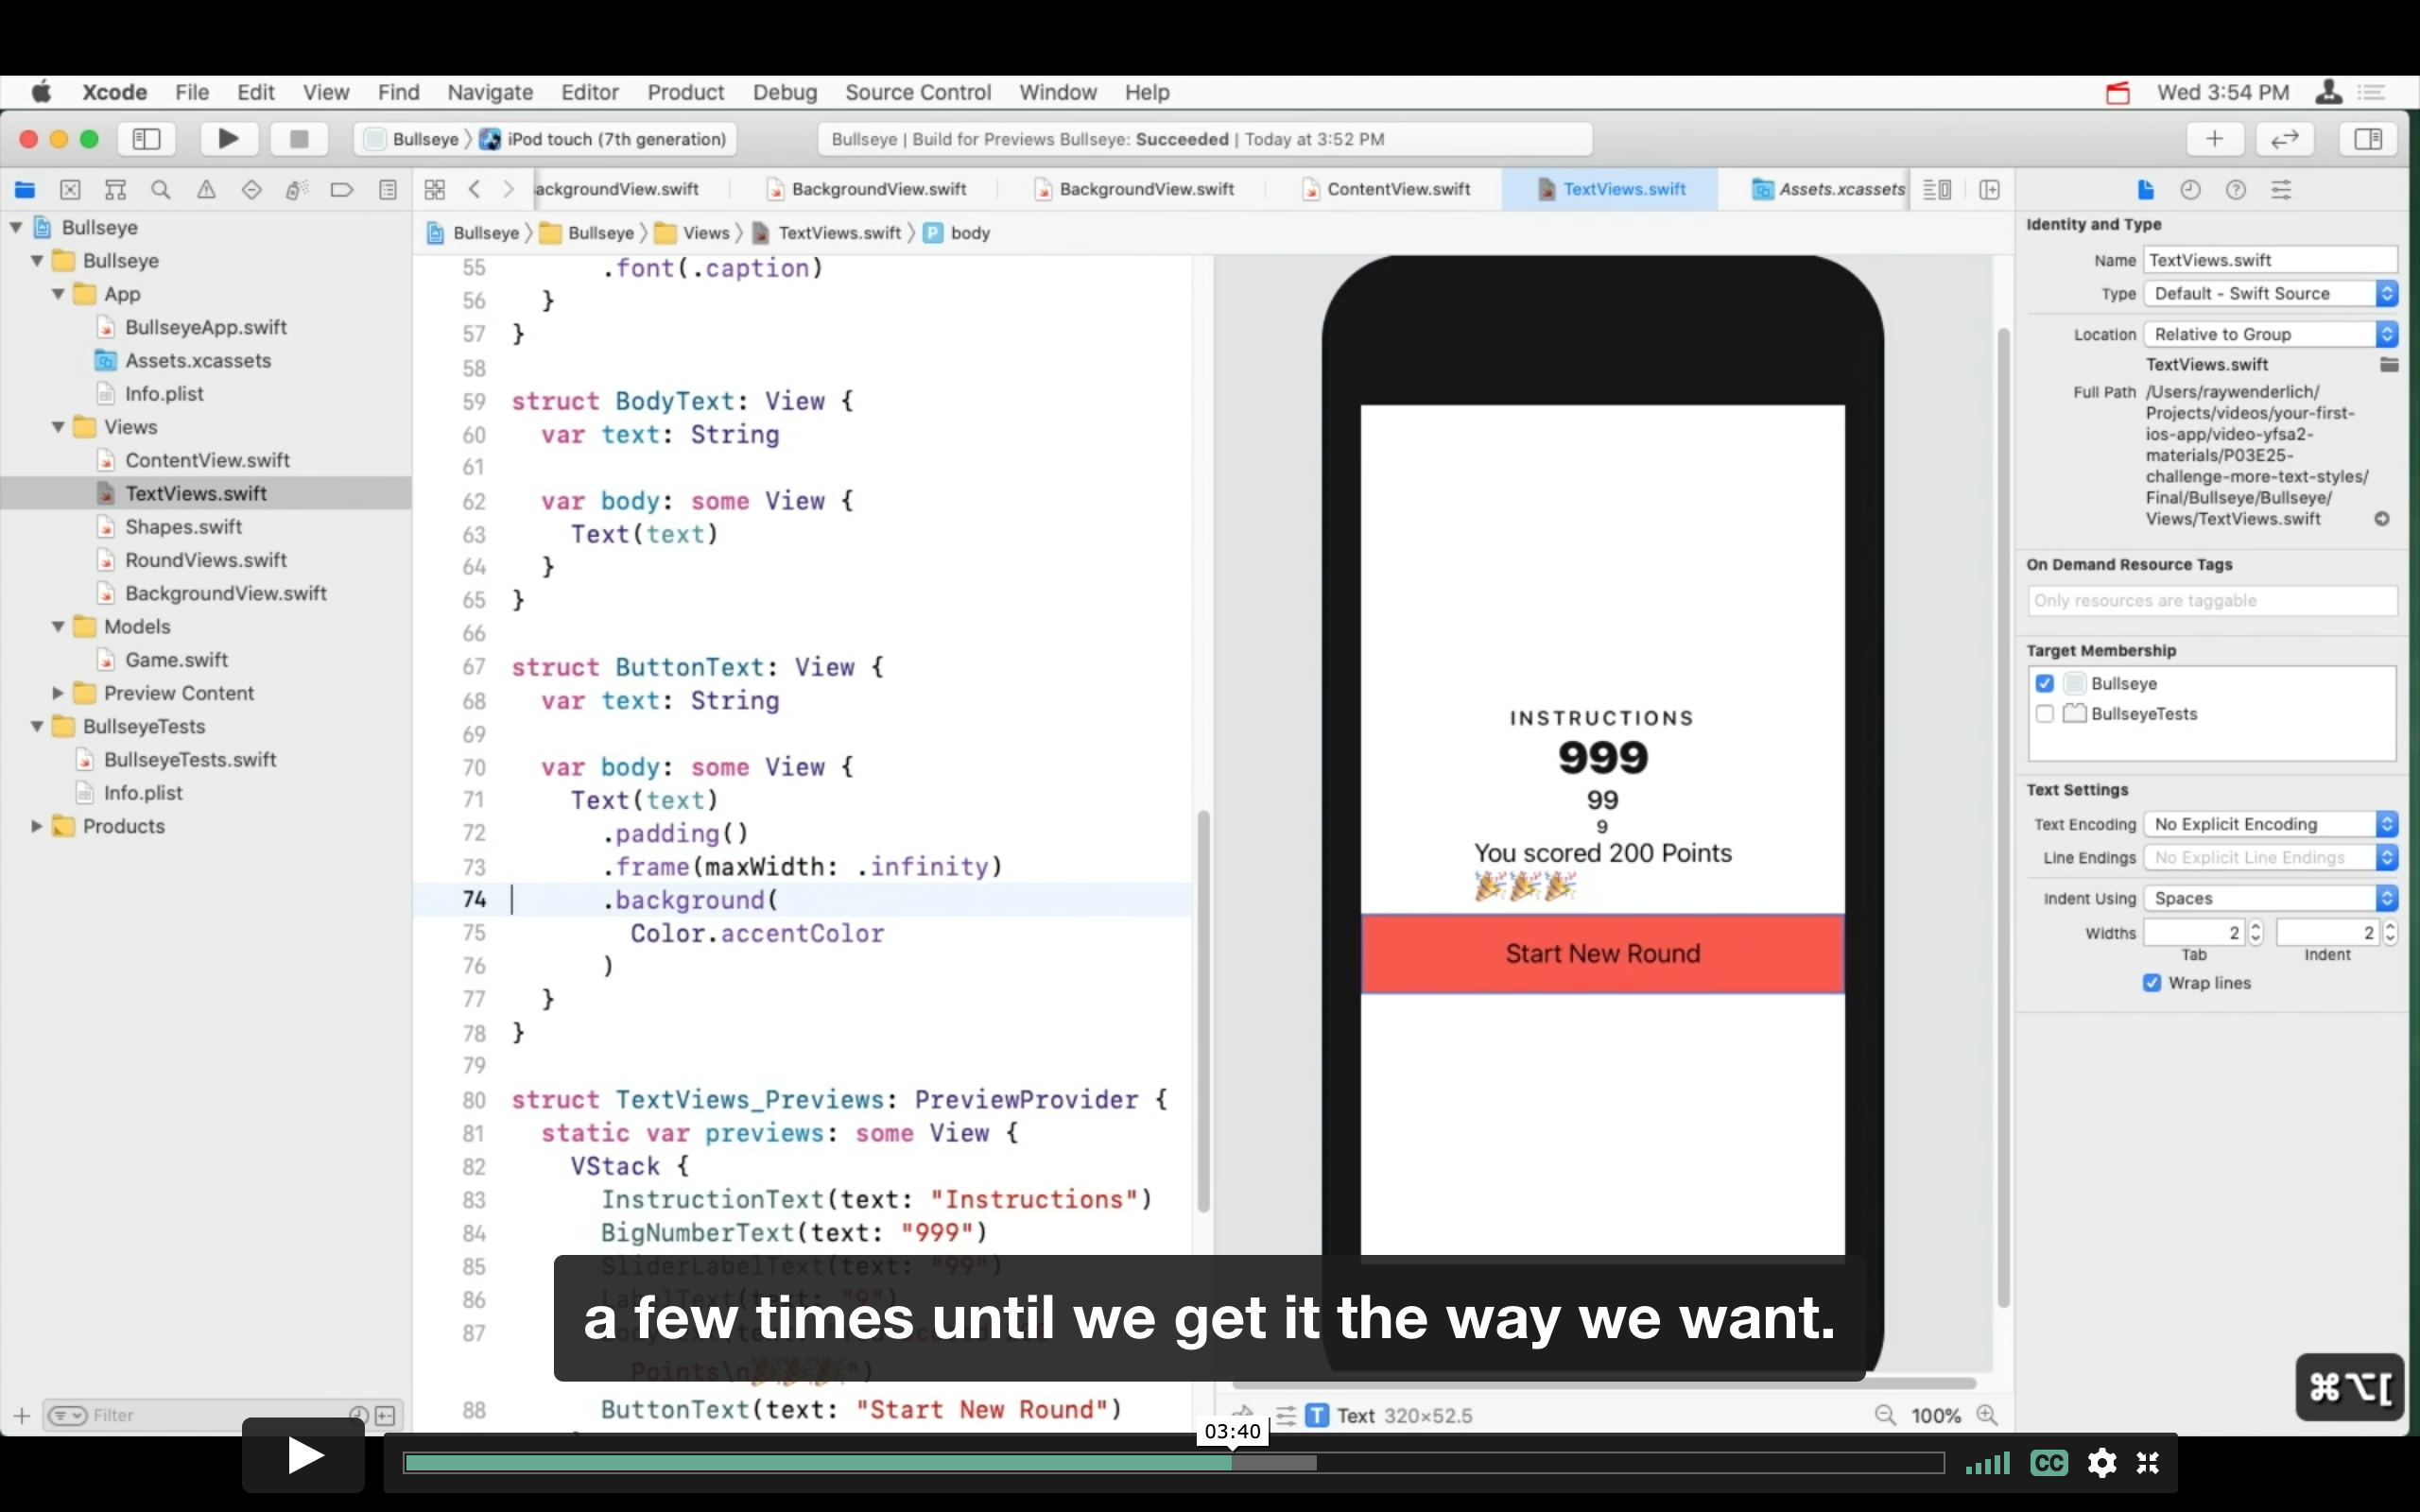 Xcode File Edit View Find Navigate Editor Product Debug Source Control Window Help Wed 3:54 PM
Bullseye iPod touch (7th generation) Bullseye | Build for Previews Bullseye: Succeeded | Today at 3:52 PM
ackgroundView.swift BackgroundView.swift BackgroundView.swift ContentView.swift TextViews.swift Assets.xcassets
Bullseye Bullseye Views TextViews.swift P body
Bullseye
Bullseye
App
BullseyeApp.swift
Assets.xcassets
Info.plist
Views
ContentView.swift
TextViews.swift
Shapes.swift
RoundViews.swift
BackgroundView.swift
Models
Game.swift
Preview Content
BullseyeTests
BullseyeTests.swift
Info.plist
Products
Filter
55 .font(.caption)
56 }
57 }
58
59 struct BodyText: View {
60 var text: String
61
62 var body: some View {
63 Text(text)
64 }
65 }
66
67 struct ButtonText: View {
68 var text: String
69
70 var body: some View {
71 Text(text)
72 .padding()
73 .frame(maxWidth: .infinity)
74 .background(
75 Color.accentColor
76 )
77 }
78 }
79
80 struct TextViews_Previews: PreviewProvider {
81 static var previews: some View {
82 VStack {
83 InstructionText(text: "Instructions")
84 BigNumberText(text: "999")
85 SliderLabelText(text: "99")
86 LabelText(text: "9")
87
Points\n🎉🎉🎉")
88 ButtonText(text: "Start New Round")
INSTRUCTIONS
999
99
9
You scored 200 Points
🎉🎉🎉
Start New Round
T Text 320×52.5 100%
Identity and Type
Name TextViews.swift
Type Default - Swift Source
Location Relative to Group
TextViews.swift
Full Path /Users/raywenderlich/
Projects/videos/your-first-
ios-app/video-yfsa2-
materials/P03E25-
challenge-more-text-styles/
Final/Bullseye/Bullseye/
Views/TextViews.swift
On Demand Resource Tags
Only resources are taggable
Target Membership
Bullseye
BullseyeTests
Text Settings
Text Encoding No Explicit Encoding
Line Endings No Explicit Line Endings
Indent Using Spaces
Widths 2 2
Tab Indent
Wrap lines
a few times until we get it the way we want.
⌘⌥[
03:40
CC